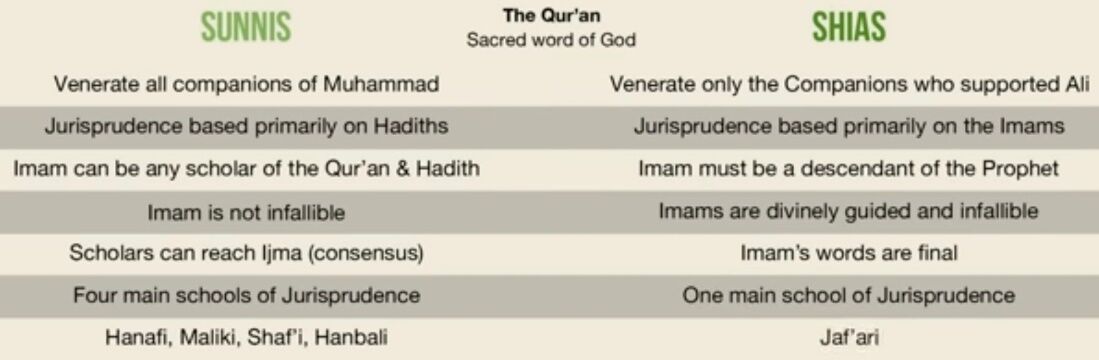 SUNNIS
The Qur'an
Sacred word of God
SHIAS
Venerate all companions of Muhammad
Venerate only the Companions who supported Ali
Jurisprudence based primarily on Hadiths
Jurisprudence based primarily on the Imams
Imam can be any scholar of the Qur'an & Hadith
Imam must be a descendant of the Prophet
Imam is not infallible
Imams are divinely guided and infallible
Scholars can reach Ijma (consensus)
Imam's words are final
Four main schools of Jurisprudence
One main school of Jurisprudence
Hanafi, Maliki, Shaf'i, Hanbali
Jaf'ari